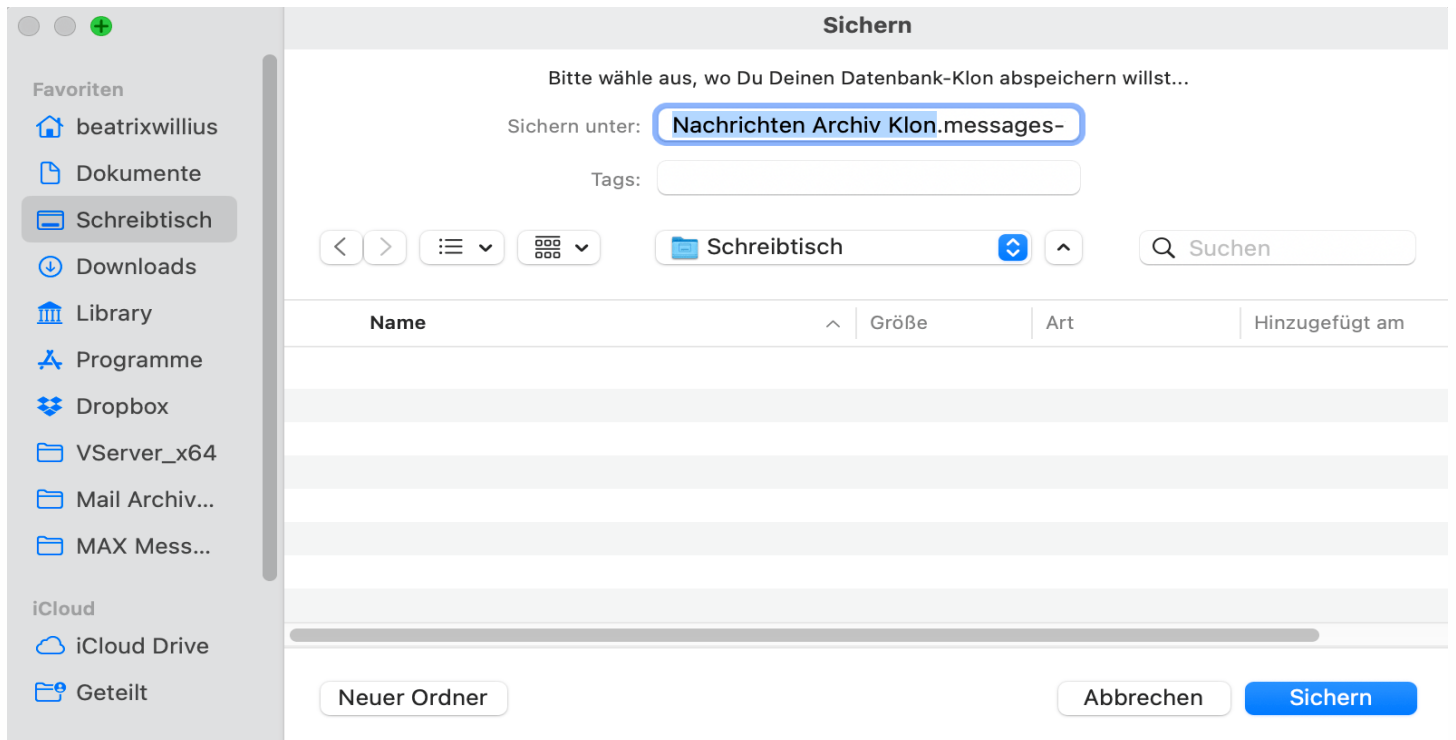 Sichern
Favoriten
beatrixwillius
Dokumente
Schreibtisch
Downloads
Library
Programme
Dropbox
VServer_x64
Mail Archiv...
MAX Mess...
iCloud
iCloud Drive
Geteilt
Bitte wähle aus, wo Du Deinen Datenbank-Klon abspeichern willst...
Sichern unter: Nachrichten Archiv Klon.messages-
Tags:
Schreibtisch Suchen
Name Größe Art Hinzugefügt am
Neuer Ordner Abbrechen Sichern